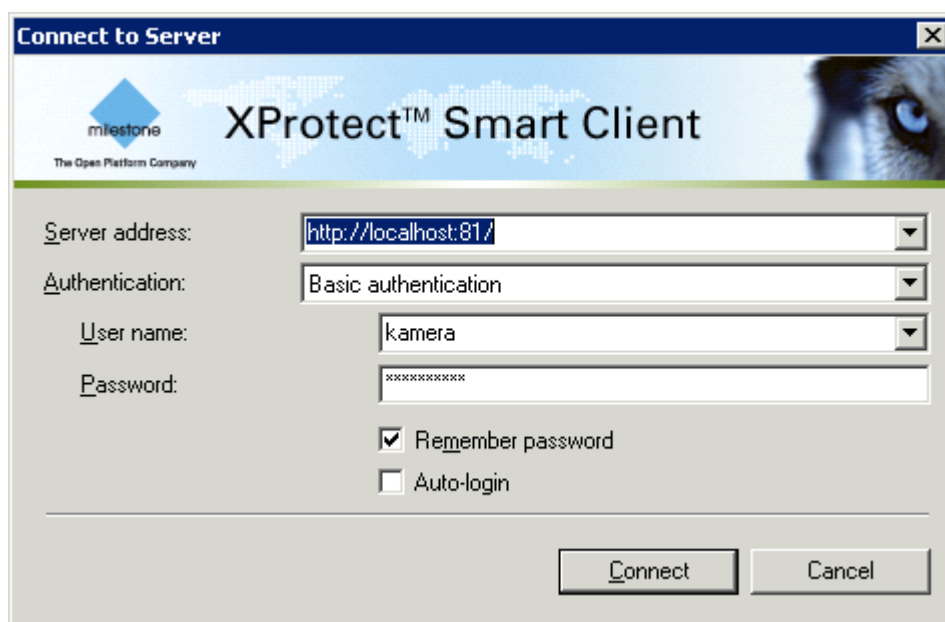 Connect to Server
milestone
The Open Platform Company
XProtect™ Smart Client
Server address: http://localhost:81/
Authentication: Basic authentication
User name: kamera
Password: **********
Remember password
Auto-login
Connect Cancel